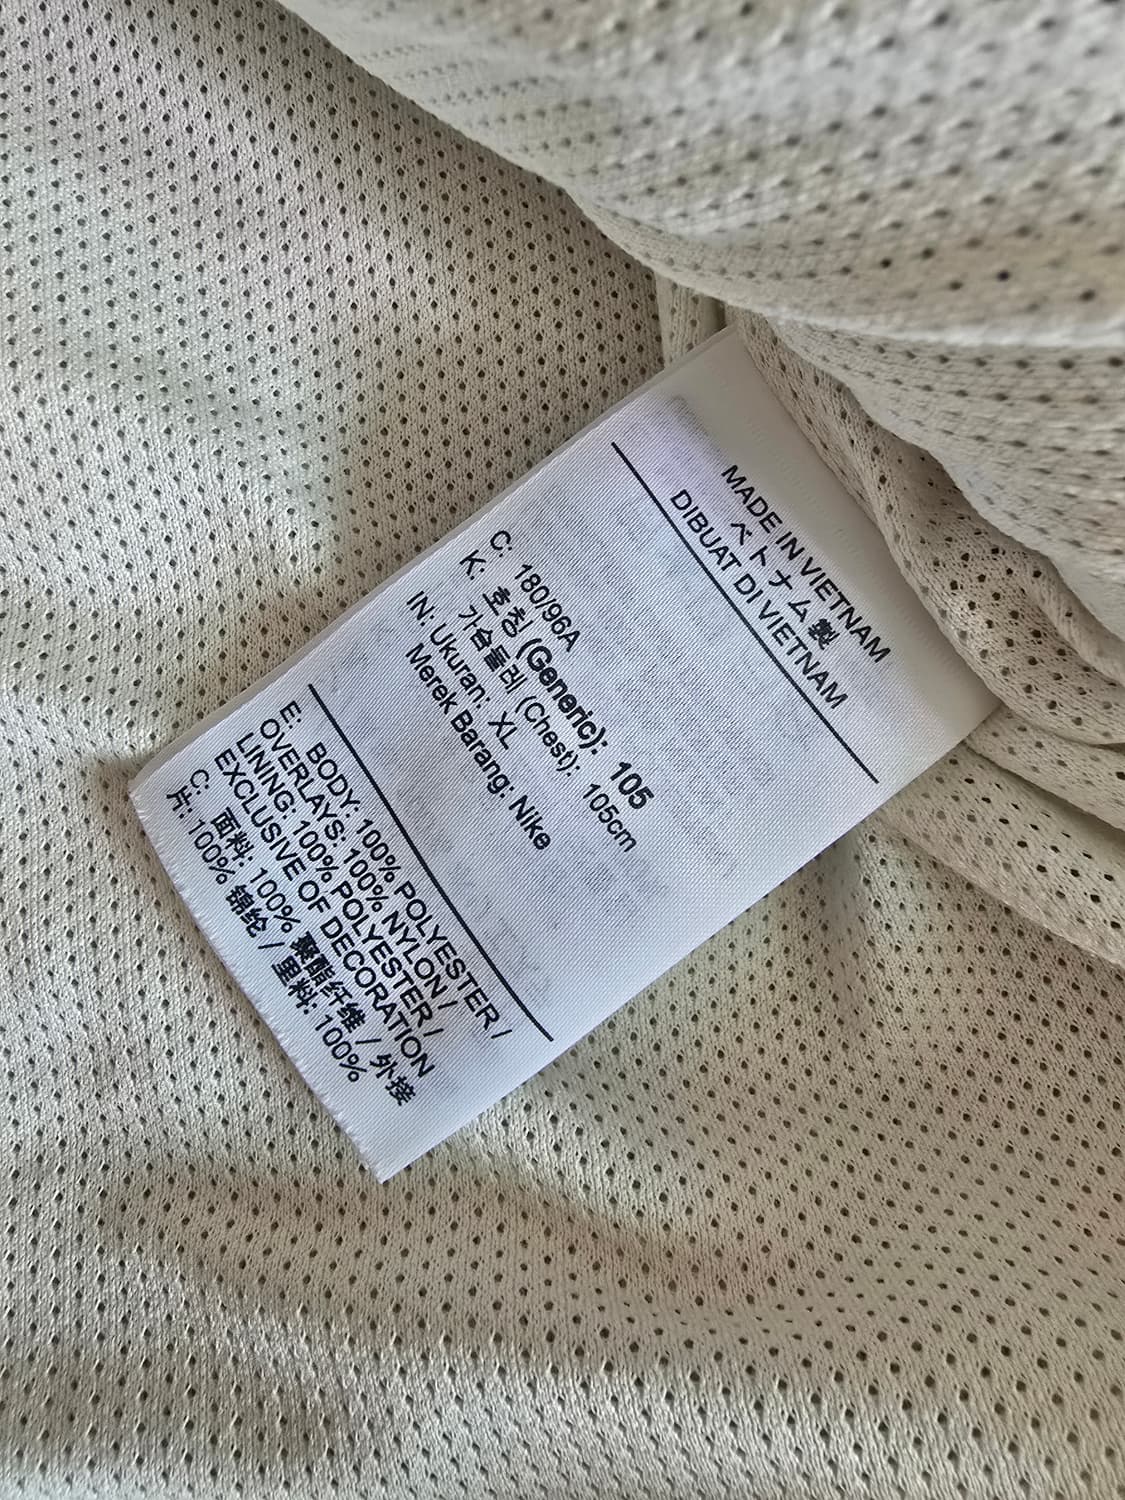 MADE IN VIETNAM
ベトナム製
DIBUAT DI VIETNAM
C: 180/96A
K: 호칭 (Generic): 105
가슴둘레 (Chest): 105cm
IN: Ukuran: XL
Merek Barang: Nike
E: BODY: 100% POLYESTER /
OVERLAYS: 100% NYLON /
LINING: 100% POLYESTER /
EXCLUSIVE OF DECORATION
C: 面料: 100% 聚酯纤维 / 外接
片: 100% 锦纶 / 里料: 100%